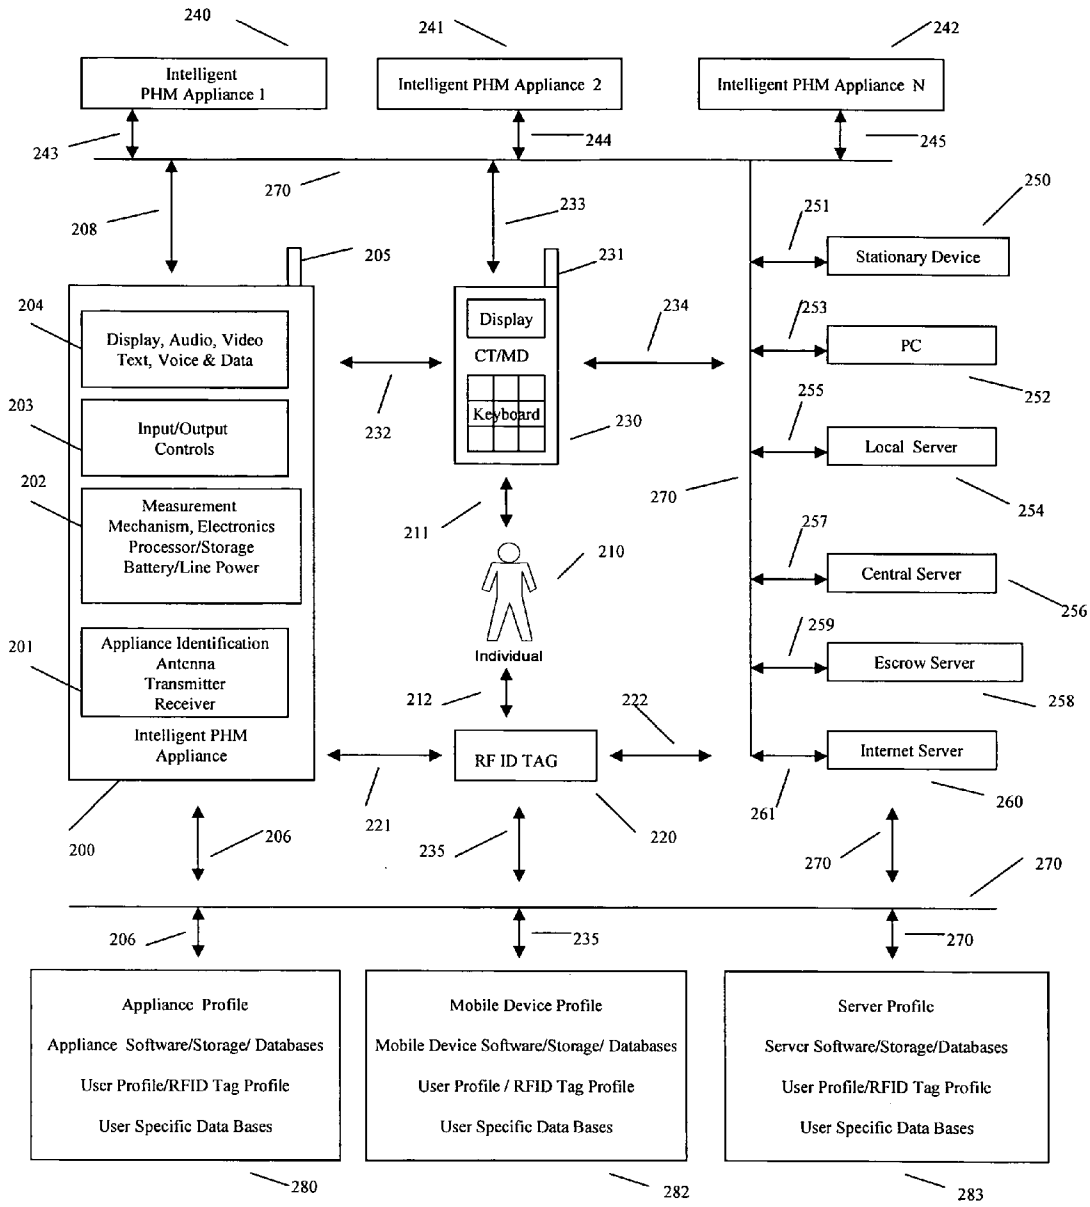 240
241
242
Intelligent
PHM Appliance 1
Intelligent PHM Appliance 2
Intelligent PHM Appliance N
243
244
245
270
208
233
250
251
Stationary Device
205
231
204
Display, Audio, Video
Text, Voice & Data
Display
CT/MD
Keyboard
234
253
PC
252
232
203
Input/Output
Controls
230
255
Local Server
254
202
Measurement
Mechanism, Electronics
Processor/Storage
Battery/Line Power
211
270
257
Central Server
256
210
Individual
201
Appliance Identification
Antenna
Transmitter
Receiver
Intelligent PHM
Appliance
259
Escrow Server
258
212
222
RF ID TAG
Internet Server
261
260
200
206
221
235
220
270
270
206
235
270
Appliance Profile
Appliance Software/Storage/ Databases
User Profile/RFID Tag Profile
User Specific Data Bases
Mobile Device Profile
Mobile Device Software/Storage/ Databases
User Profile / RFID Tag Profile
User Specific Data Bases
Server Profile
Server Software/Storage/Databases
User Profile/RFID Tag Profile
User Specific Data Bases
280
282
283